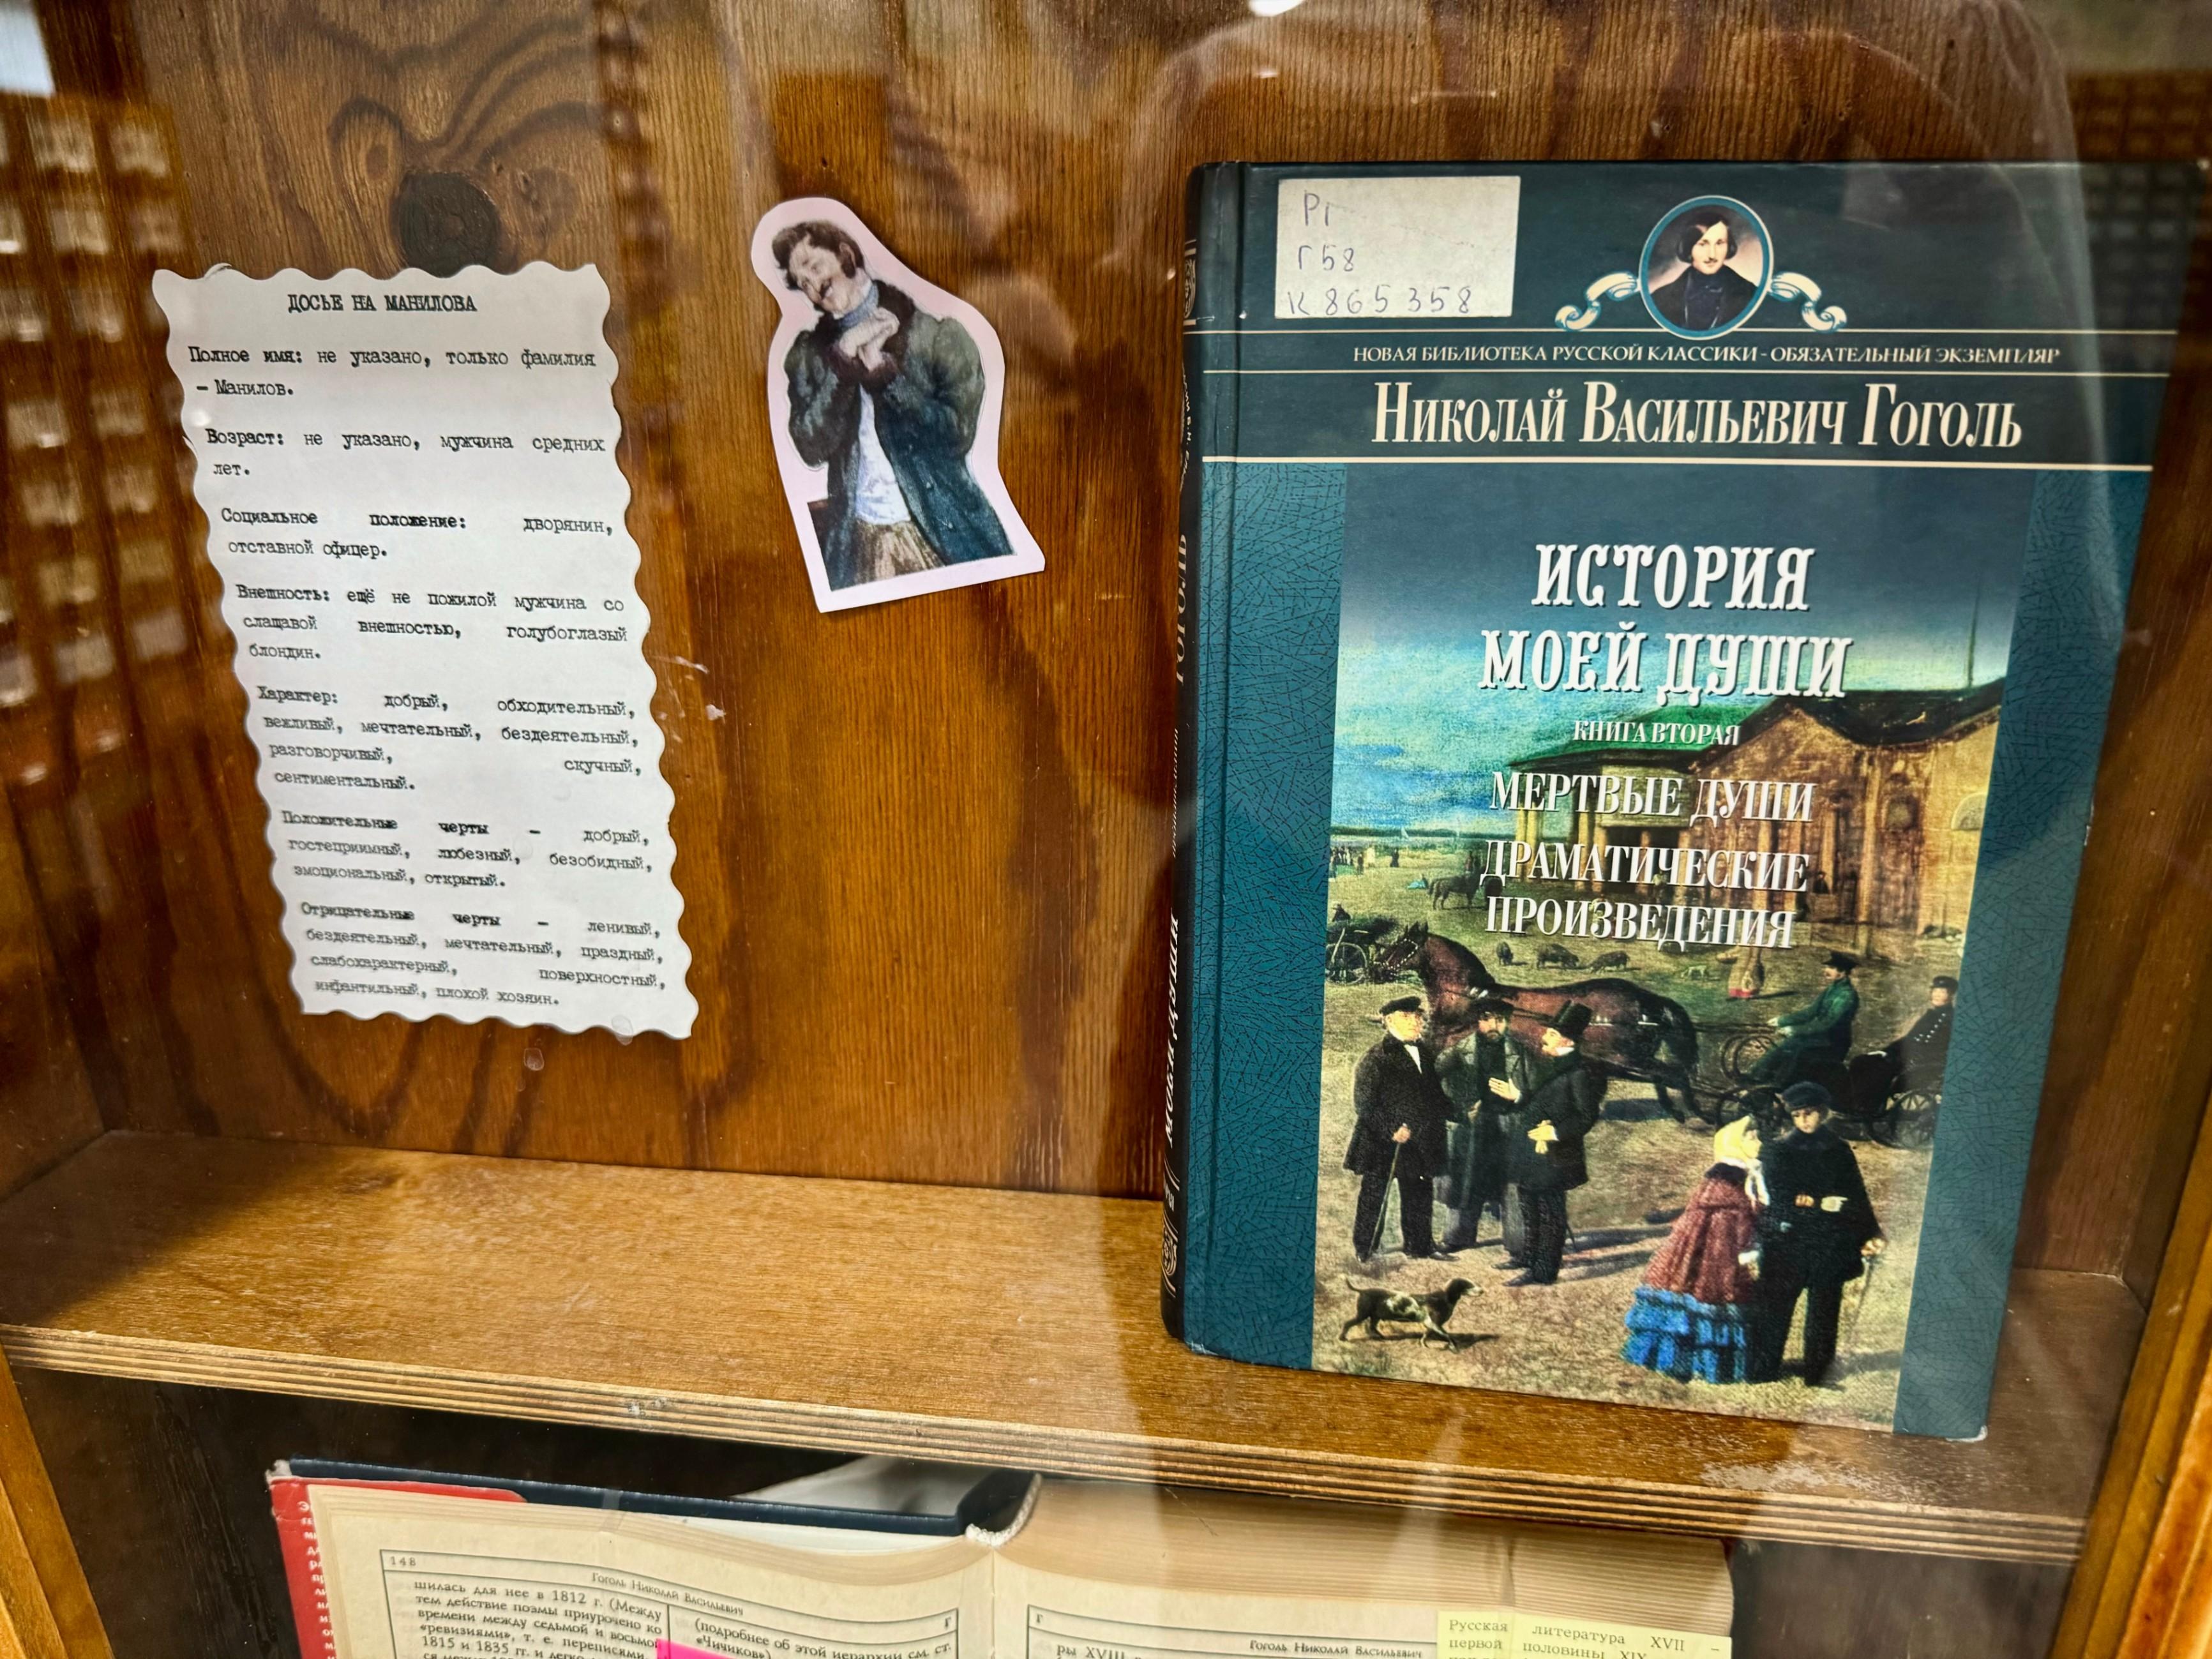 ДОСЬЕ НА МАНИЛОВА
Полное имя: не указано, только фамилия
– Манилов.
Возраст: не указано, мужчина средних
лет.
Социальное положение: дворянин,
отставной офицер.
Внешность: ещё не пожилой мужчина со
слащавой внешностью, голубоглазый
блондин.
Характер: добрый, обходительный,
вежливый, мечтательный, бездеятельный,
разговорчивый, скучный,
сентиментальный.
Положительные черты – добрый,
гостеприимный, любезный, безобидный,
эмоциональный, открытый.
Отрицательные черты – ленивый,
бездеятельный, мечтательный, праздный,
слабохарактерный, поверхностный,
инфантильный, плохой хозяин.
Рг
Г58
К 865 358
НОВАЯ БИБЛИОТЕКА РУССКОЙ КЛАССИКИ - ОБЯЗАТЕЛЬНЫЙ ЭКЗЕМПЛЯР
НИКОЛАЙ ВАСИЛЬЕВИЧ ГОГОЛЬ
ИСТОРИЯ
МОЕЙ ДУШИ
КНИГА ВТОРАЯ
МЕРТВЫЕ ДУШИ
ДРАМАТИЧЕСКИЕ
ПРОИЗВЕДЕНИЯ
ГОГОЛЬ
148
Гоголь Николай Васильевич
Г
шилась для нее в 1812 г. (Между
тем действие поэмы приурочено ко
времени между седьмой и восьмой
«ревизиями», т. е. переписями
1815 и 1835 гг. и
(подробнее об этой иерархии см. ст.
«Чичиков»)
Г
Гоголь Николай Васильевич
ры XVIII
Русская литература XVII –
первой половины XIX